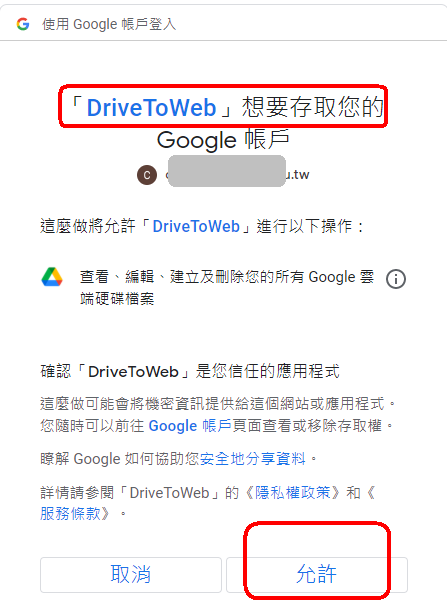 使用 Google 帳戶登入
「DriveToWeb」想要存取您的
Google 帳戶
C
u.tw
這麼做將允許「DriveToWeb」進行以下操作：
查看、編輯、建立及刪除您的所有 Google 雲
端硬碟檔案
確認「DriveToWeb」是您信任的應用程式
這麼做可能會將機密資訊提供給這個網站或應用程式。
您隨時可以前往 Google 帳戶頁面查看或移除存取權。
瞭解 Google 如何協助您安全地分享資料。
詳情請參閱「DriveToWeb」的《隱私權政策》和《
服務條款》。
取消
允許